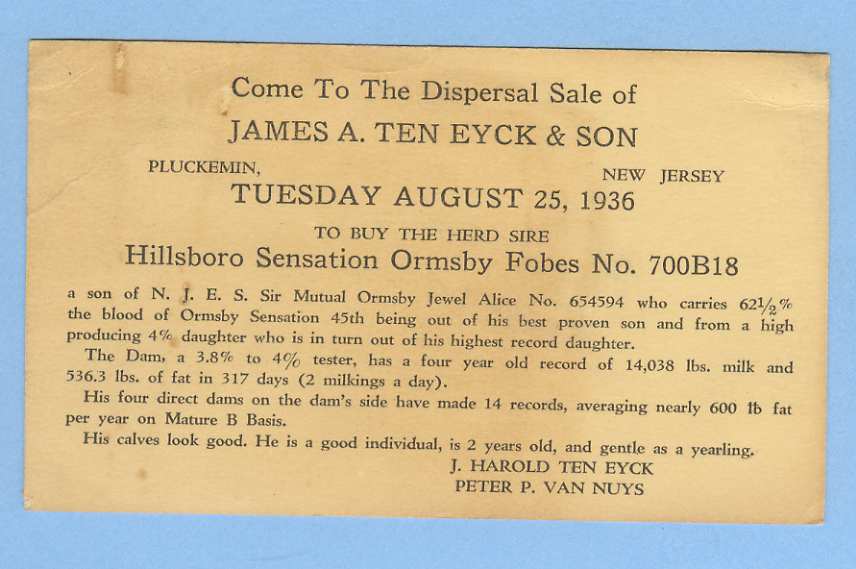 Come To The Dispersal Sale of
JAMES A. TEN EYCK & SON
PLUCKEMIN, NEW JERSEY
TUESDAY AUGUST 25, 1936
TO BUY THE HERD SIRE
Hillsboro Sensation Ormsby Fobes No. 700B18
a son of N. J. E. S. Sir Mutual Ormsby Jewel Alice No. 654594 who carries 62½%
the blood of Ormsby Sensation 45th being out of his best proven son and from a high
producing 4% daughter who is in turn out of his highest record daughter.
The Dam, a 3.8% to 4% tester, has a four year old record of 14,038 lbs. milk and
536.3 lbs. of fat in 317 days (2 milkings a day).
His four direct dams on the dam's side have made 14 records, averaging nearly 600 lb fat
per year on Mature B Basis.
His calves look good. He is a good individual, is 2 years old, and gentle as a yearling.
J. HAROLD TEN EYCK
PETER P. VAN NUYS